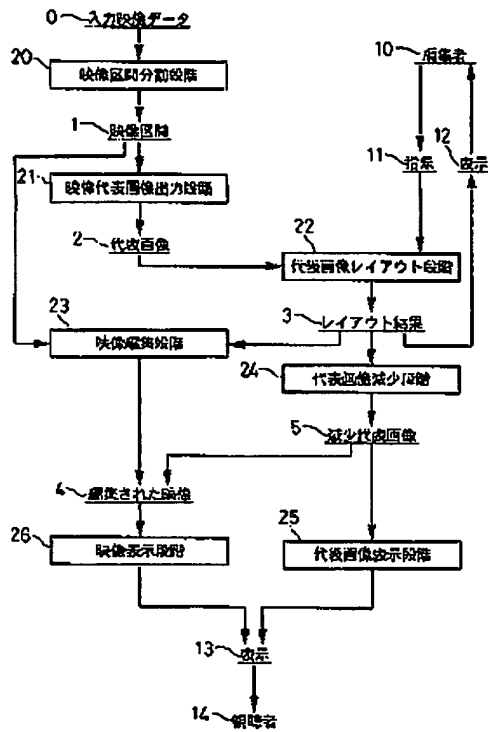 0 入力映像データ
20
映像区間分割段階
1 映像区間
21
映像代表画像出力段階
2 代表画像
10 編集者
11 指示
12 表示
22
代表画像レイアウト段階
3 レイアウト結果
23
映像編集段階
24
代表画像減少段階
5 減少代表画像
4 編集された映像
26
映像表示段階
25
代表画像表示段階
13 表示
14 視聴者